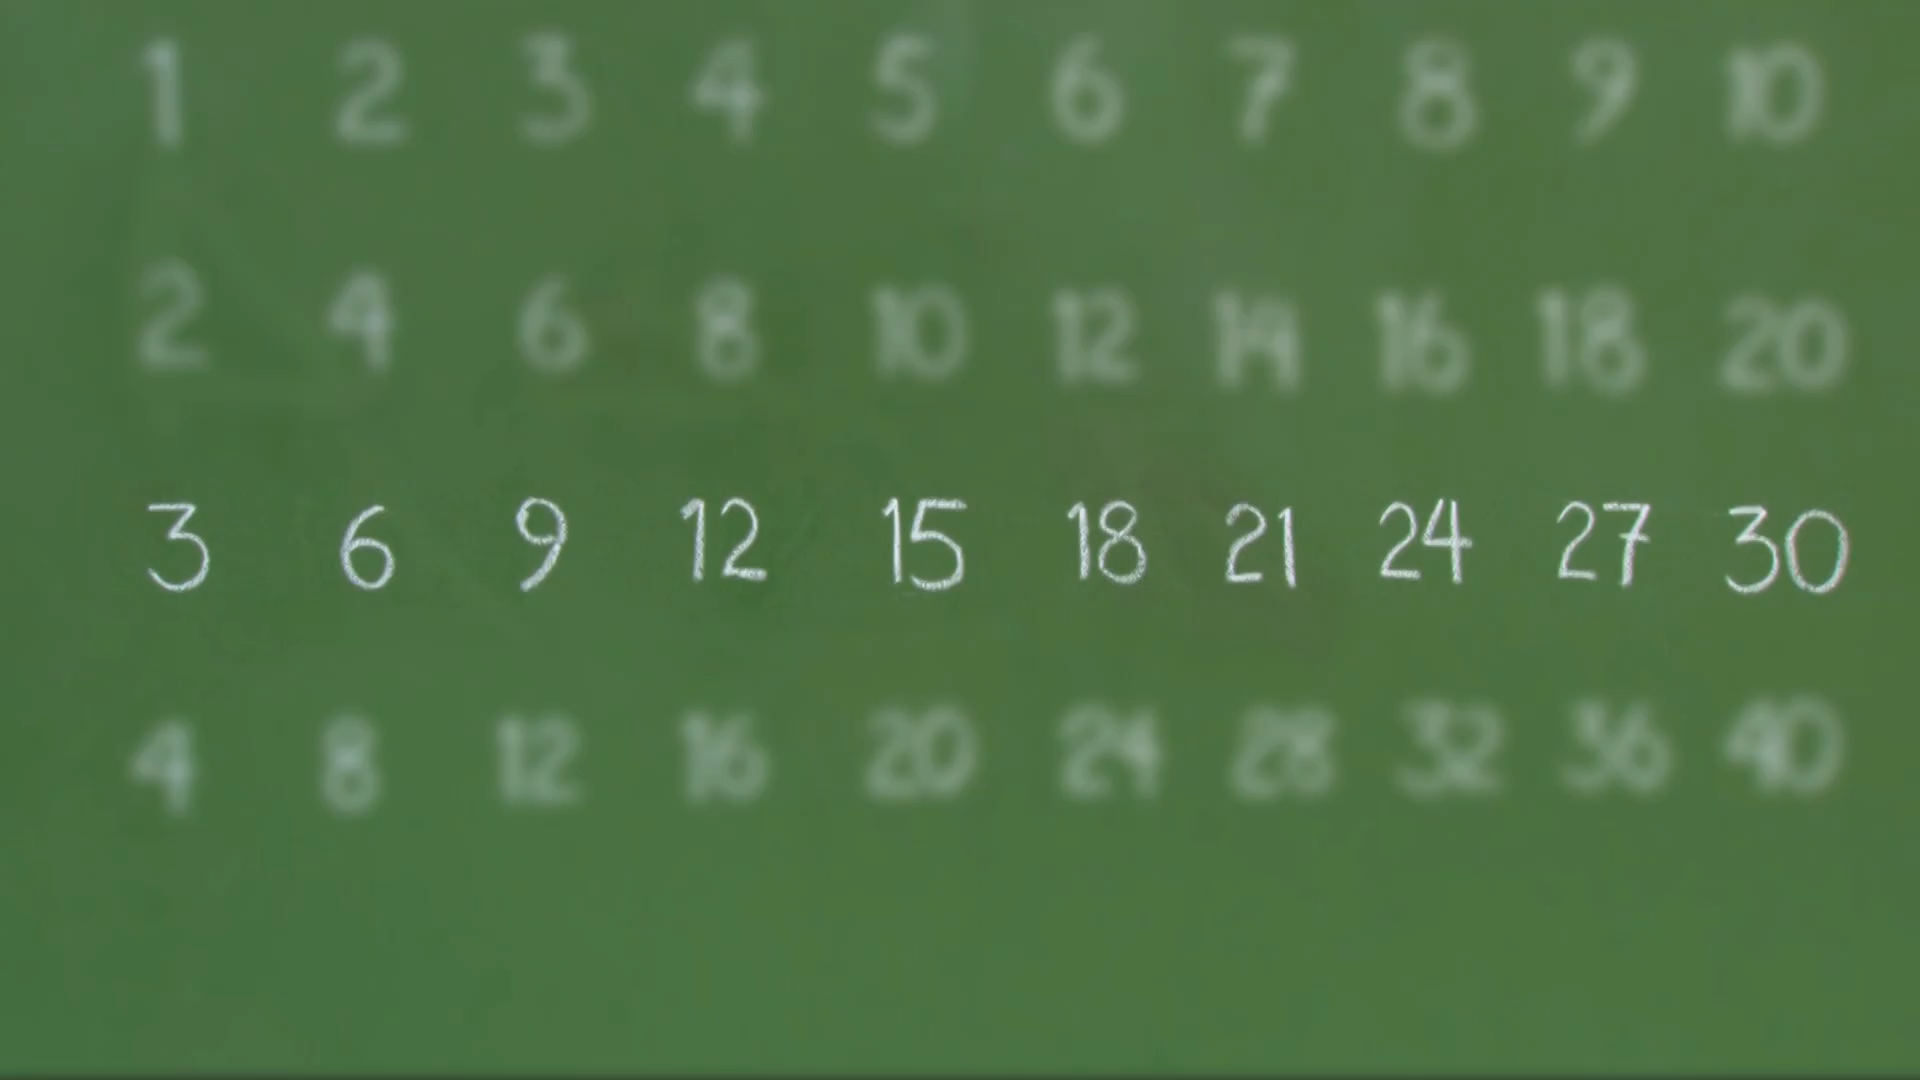 1 2 3 4 5 6 7 8 9 10
2 4 6 8 10 12 14 16 18 20
3 6 9 12 15 18 21 24 27 30
4 8 12 16 20 24 28 32 36 40